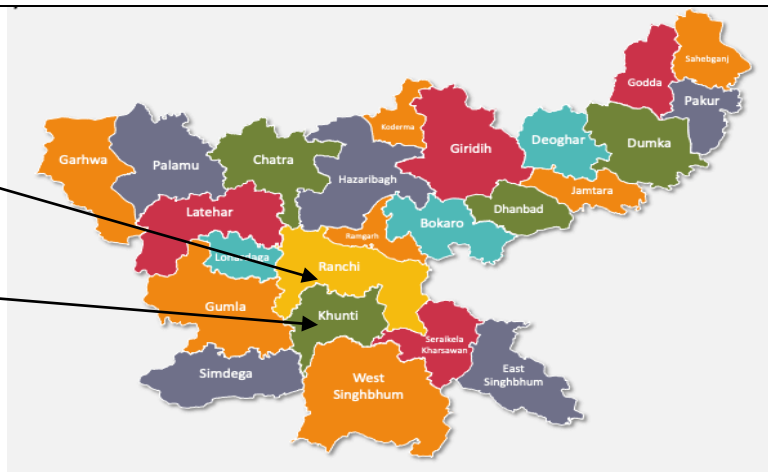 Sahebganj
Godda
Pakur
Koderma
Giridih
Deoghar
Dumka
Garhwa
Palamu
Chatra
Hazaribagh
Jamtara
Latehar
Dhanbad
Bokaro
Ramgarh
Lohardaga
Ranchi
Gumla
Khunti
Seraikela
Kharsawan
Simdega
West
Singhbhum
East
Singhbhum